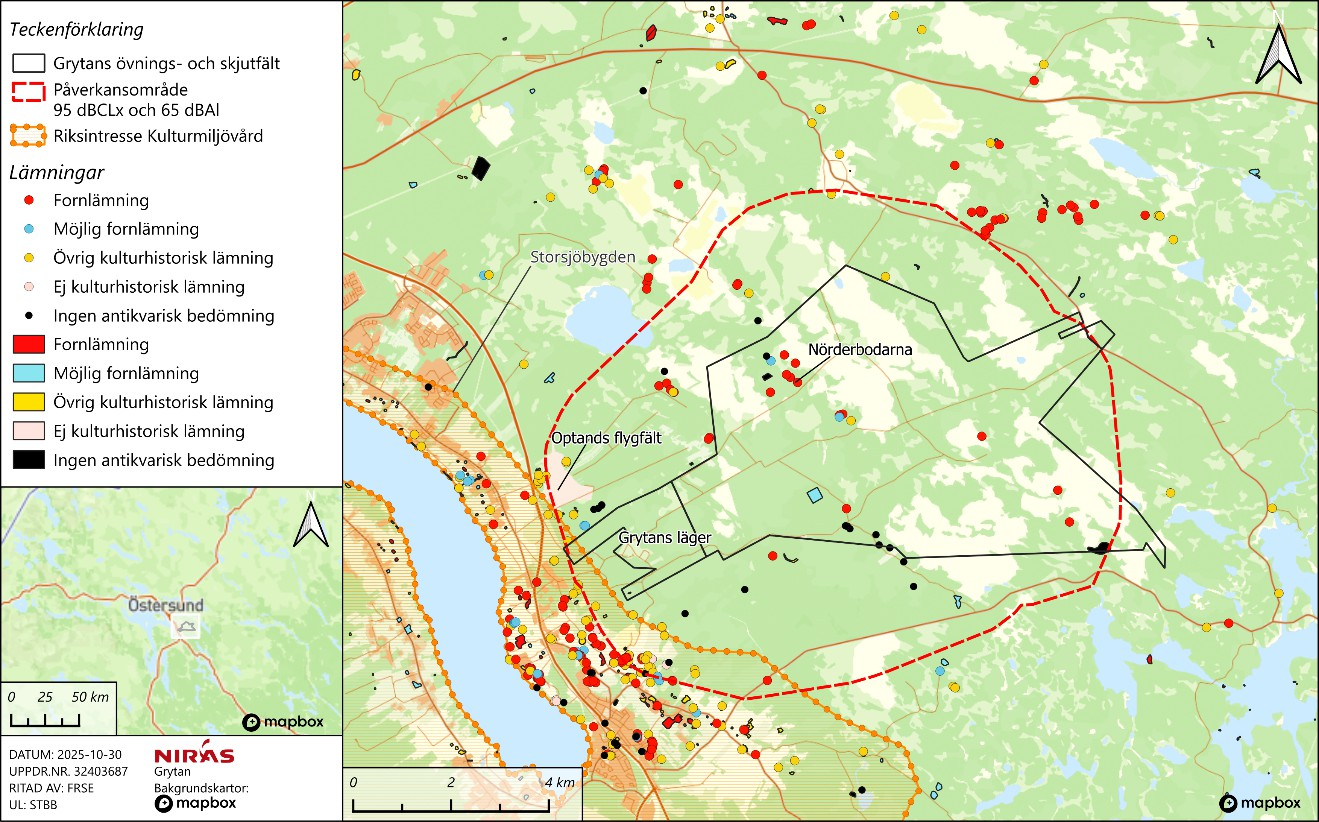 Teckenförklaring
Grytans övnings- och skjutfält
Påverkansområde
95 dBCLx och 65 dBAI
Riksintresse Kulturmiljövård
Lämningar
Fornlämning
Möjlig fornlämning
Övrig kulturhistorisk lämning
Ej kulturhistorisk lämning
Ingen antikvarisk bedömning
Fornlämning
Möjlig fornlämning
Övrig kulturhistorisk lämning
Ej kulturhistorisk lämning
Ingen antikvarisk bedömning
Östersund
0 25 50 km
mapbox
DATUM: 2025-10-30
UPPDR.NR. 32403687
RITAD AV: FRSE
UL: STBB
NIRAS
Grytan
Bakgrundskartor:
mapbox
Storsjöbygden
Nörderbodarna
Optands flygfält
Grytans läger
0 2 4 km
mapbox